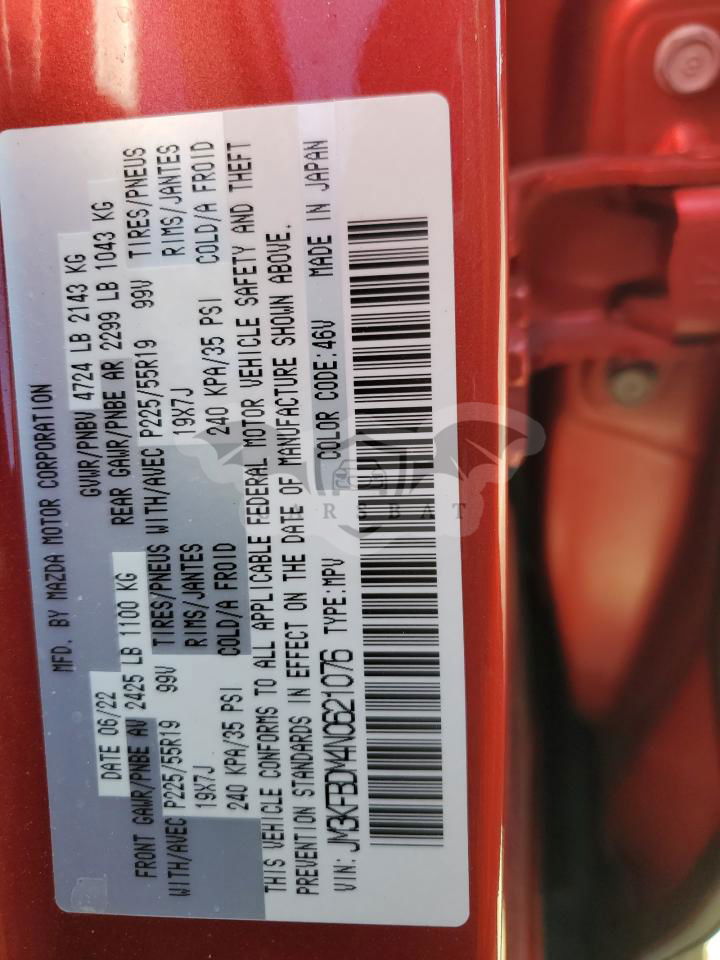 MFD. BY MAZDA MOTOR CORPORATION
DATE 06/22 GVWR/PNBV 4724 LB 2143 KG
FRONT GAWR/PNBE AV 2425 LB 1100 KG REAR GAWR/PNBE AR 2299 LB 1043 KG
WITH/AVEC P225/55R19 99V TIRES/PNEUS WITH/AVEC P225/55R19 99V TIRES/PNEUS
19X7J RIMS/JANTES 19X7J RIMS/JANTES
240 KPA/35 PSI COLD/A FROID 240 KPA/35 PSI COLD/A FROID
THIS VEHICLE CONFORMS TO ALL APPLICABLE FEDERAL MOTOR VEHICLE SAFETY AND THEFT
PREVENTION STANDARDS IN EFFECT ON THE DATE OF MANUFACTURE SHOWN ABOVE.
VIN: JM3KFBDM4N0621076 TYPE:MPV COLOR CODE:46V MADE IN JAPAN